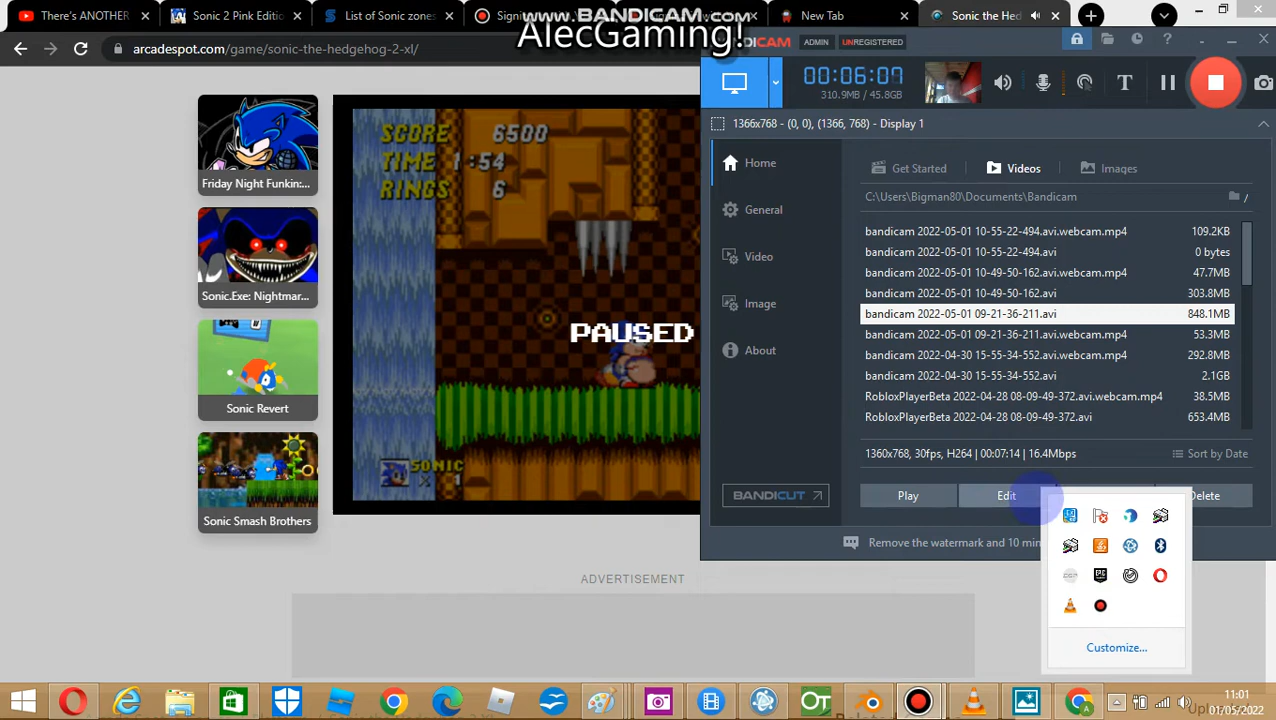 There's ANOTHER
Sonic 2 Pink Editi
List of Sonic zones
Signi
New Tab
Sonic the Hed
www.BANDICAM.com
AlecGaming!
arcadespot.com/game/sonic-the-hedgehog-2-xl/
BANDICAM
ADMIN
UNREGISTERED
00:06:07
310.9MB / 45.8GB
T
1366x768 - (0, 0), (1366, 768) - Display 1
Home
General
Video
Image
About
BANDICUT
Get Started
Videos
Images
C:\Users\Bigman80\Documents\Bandicam
bandicam 2022-05-01 10-55-22-494.avi.webcam.mp4 109.2KB
bandicam 2022-05-01 10-55-22-494.avi 0 bytes
bandicam 2022-05-01 10-49-50-162.avi.webcam.mp4 47.7MB
bandicam 2022-05-01 10-49-50-162.avi 303.8MB
bandicam 2022-05-01 09-21-36-211.avi 848.1MB
bandicam 2022-05-01 09-21-36-211.avi.webcam.mp4 53.3MB
bandicam 2022-04-30 15-55-34-552.avi.webcam.mp4 292.8MB
bandicam 2022-04-30 15-55-34-552.avi 2.1GB
RobloxPlayerBeta 2022-04-28 08-09-49-372.avi.webcam.mp4 38.5MB
RobloxPlayerBeta 2022-04-28 08-09-49-372.avi 653.4MB
1360x768, 30fps, H264 | 00:07:14 | 16.4Mbps
Sort by Date
Play
Edit
Delete
Remove the watermark and 10 min
Customize...
Friday Night Funkin:...
Sonic.Exe: Nightmar...
Sonic Revert
Sonic Smash Brothers
SCORE 6500
TIME 1:54
RINGS 6
PAUSED
SONIC
X 1
ADVERTISEMENT
11:01
01/05/2022